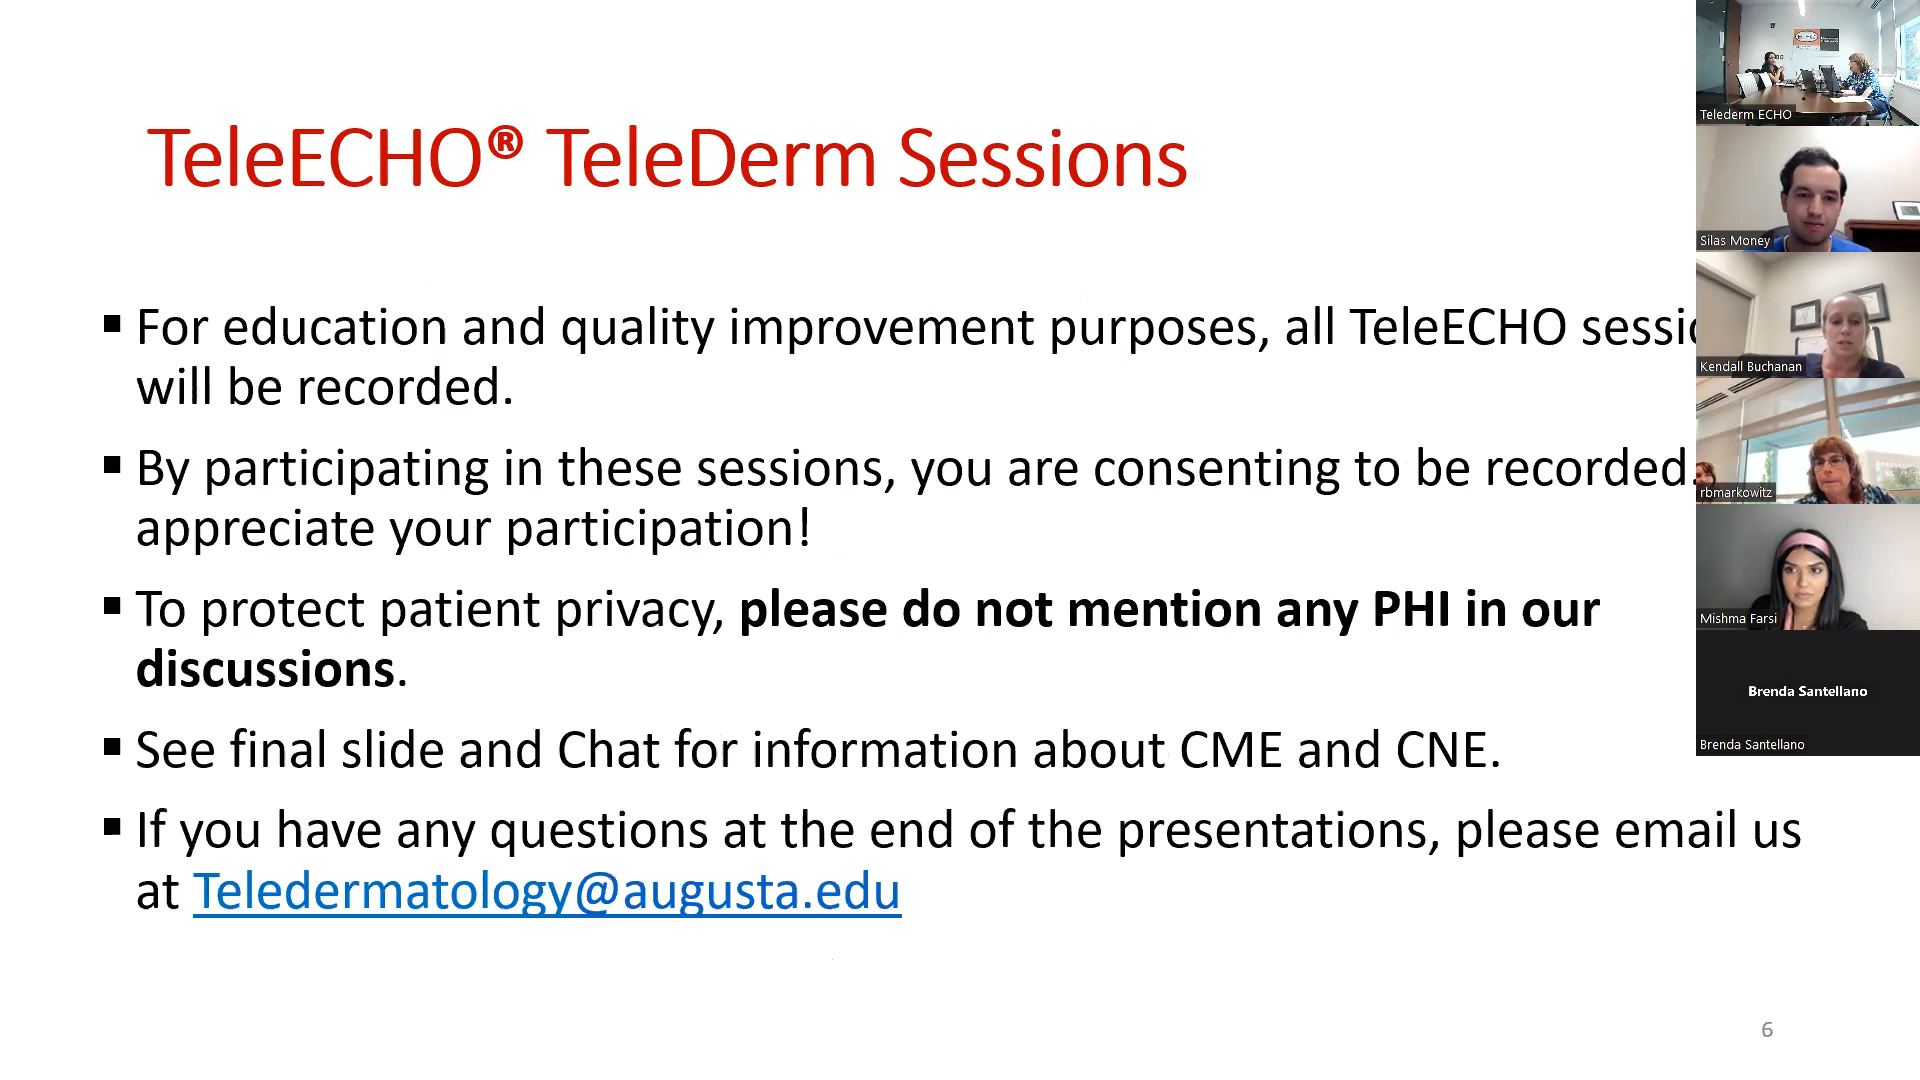 TeleECHO® TeleDerm Sessions
▪ For education and quality improvement purposes, all TeleECHO
will be recorded.
▪ By participating in these sessions, you are consenting to be recorded.
appreciate your participation!
▪ To protect patient privacy, please do not mention any PHI in our
discussions.
▪ See final slide and Chat for information about CME and CNE.
▪ If you have any questions at the end of the presentations, please email us
at Teledermatology@augusta.edu
6
Telederm ECHO
Silas Money
Kendall Buchanan
rbmarkowitz
Mishma Farsi
Brenda Santellano
Brenda Santellano